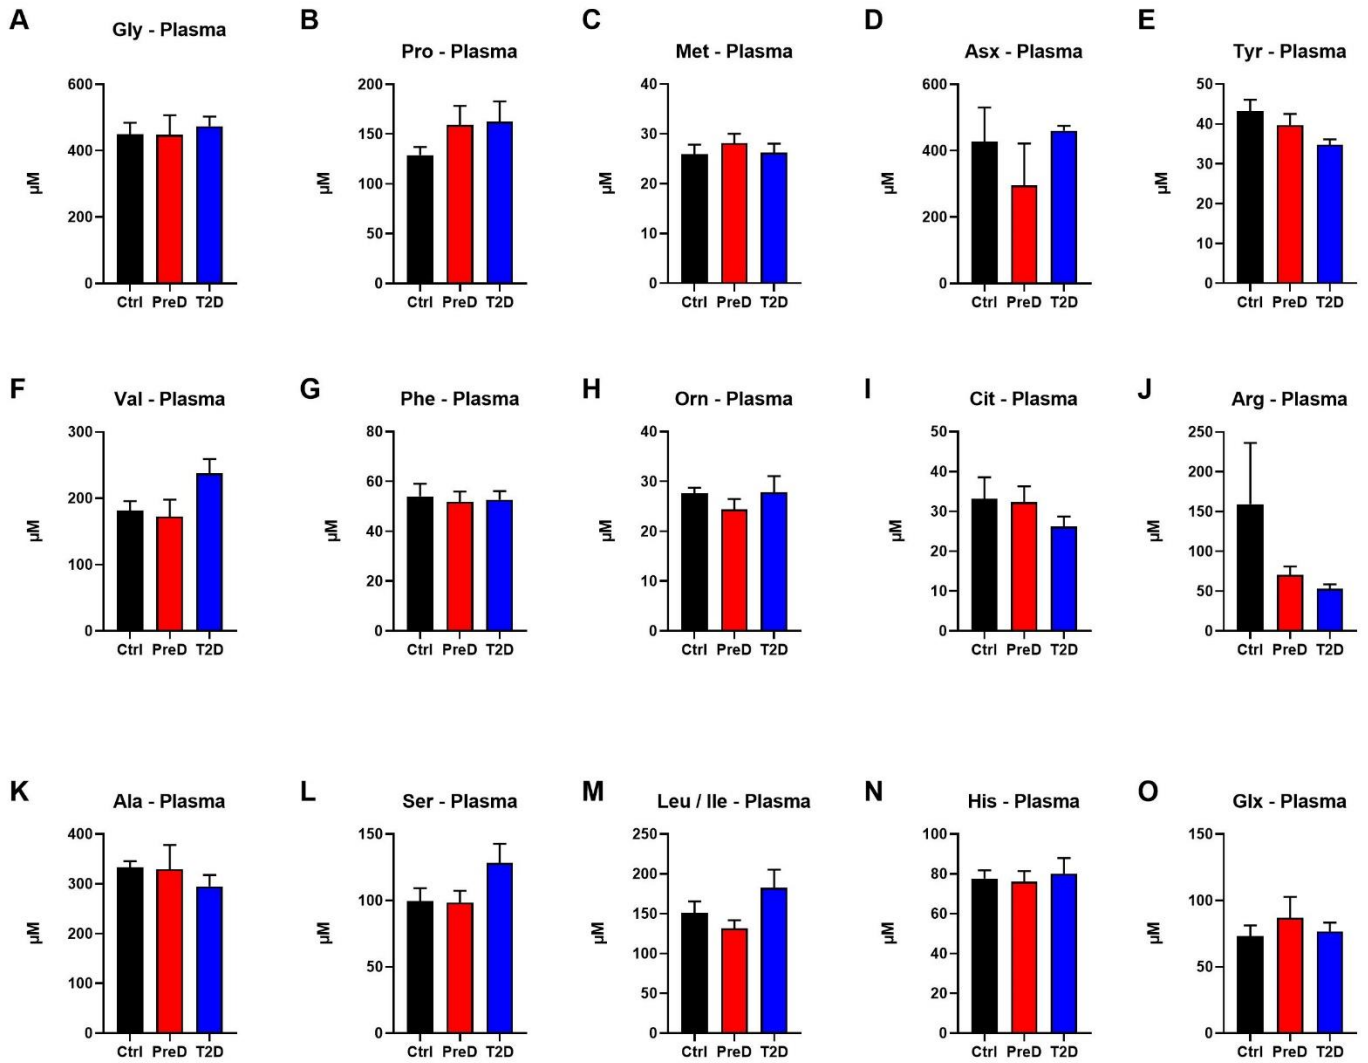 A
Gly - Plasma
600
400
200
0
µM
Ctrl PreD T2D
B
Pro - Plasma
200
150
100
50
0
µM
Ctrl PreD T2D
C
Met - Plasma
40
30
20
10
0
µM
Ctrl PreD T2D
D
Asx - Plasma
600
400
200
0
µM
Ctrl PreD T2D
E
Tyr - Plasma
50
40
30
20
10
0
µM
Ctrl PreD T2D
F
Val - Plasma
300
200
100
0
µM
Ctrl PreD T2D
G
Phe - Plasma
80
60
40
20
0
µM
Ctrl PreD T2D
H
Orn - Plasma
40
30
20
10
0
µM
Ctrl PreD T2D
I
Cit - Plasma
50
40
30
20
10
0
µM
Ctrl PreD T2D
J
Arg - Plasma
250
200
150
100
50
0
µM
Ctrl PreD T2D
K
Ala - Plasma
400
300
200
100
0
µM
Ctrl PreD T2D
L
Ser - Plasma
150
100
50
0
µM
Ctrl PreD T2D
M
Leu / Ile - Plasma
250
200
150
100
50
0
µM
Ctrl PreD T2D
N
His - Plasma
100
80
60
40
20
0
µM
Ctrl PreD T2D
O
Glx - Plasma
150
100
50
0
µM
Ctrl PreD T2D